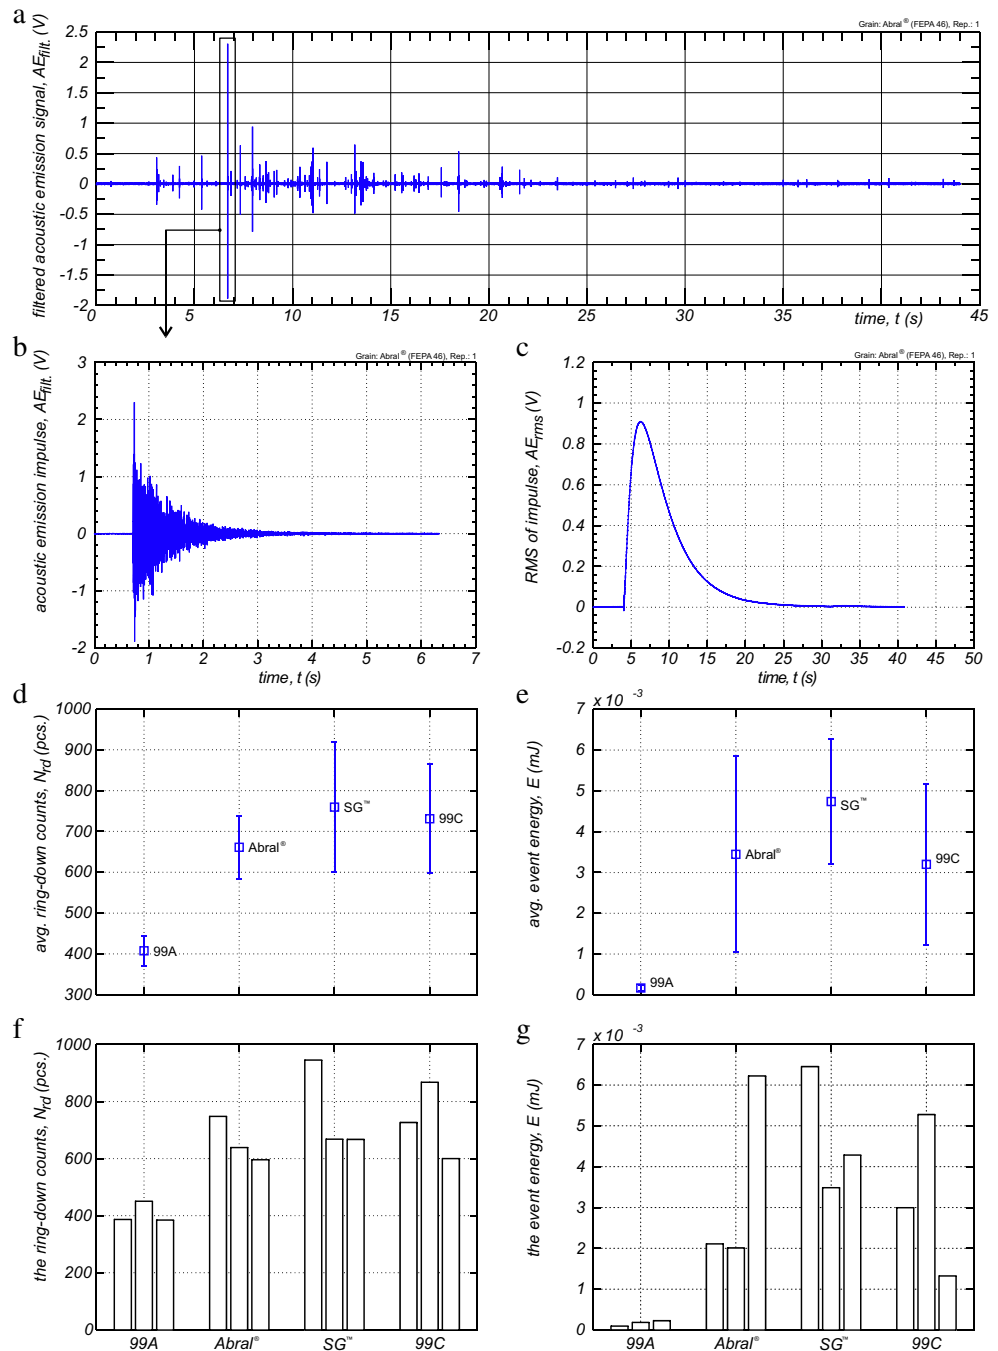 a
Grain: Abral® (FEPA 46), Rep.: 1
filtered acoustic emission signal, AEfilt. (V)
2.5
2
1.5
1
0.5
0
-0.5
-1
-1.5
-2
0 5 10 15 20 25 30 35 40 45
time, t (s)
b
Grain: Abral® (FEPA 46), Rep.: 1
acoustic emission impulse, AEfilt. (V)
3
2
1
0
-1
-2
0 1 2 3 4 5 6 7
time, t (s)
c
Grain: Abral® (FEPA 46), Rep.: 1
RMS of impulse, AErms (V)
1.2
1
0.8
0.6
0.4
0.2
0
-0.2
0 5 10 15 20 25 30 35 40 45 50
time, t (s)
d
avg. ring-down counts, Nrd (pcs.)
1000
900
800
700
600
500
400
300
99A
Abral®
SG™
99C
e
x 10 -3
avg. event energy, E (mJ)
7
6
5
4
3
2
1
0
99A
Abral®
SG™
99C
f
the ring-down counts, Nrd (pcs.)
1000
800
600
400
200
0
99A Abral® SG™ 99C
g
x 10 -3
the event energy, E (mJ)
7
6
5
4
3
2
1
0
99A Abral® SG™ 99C